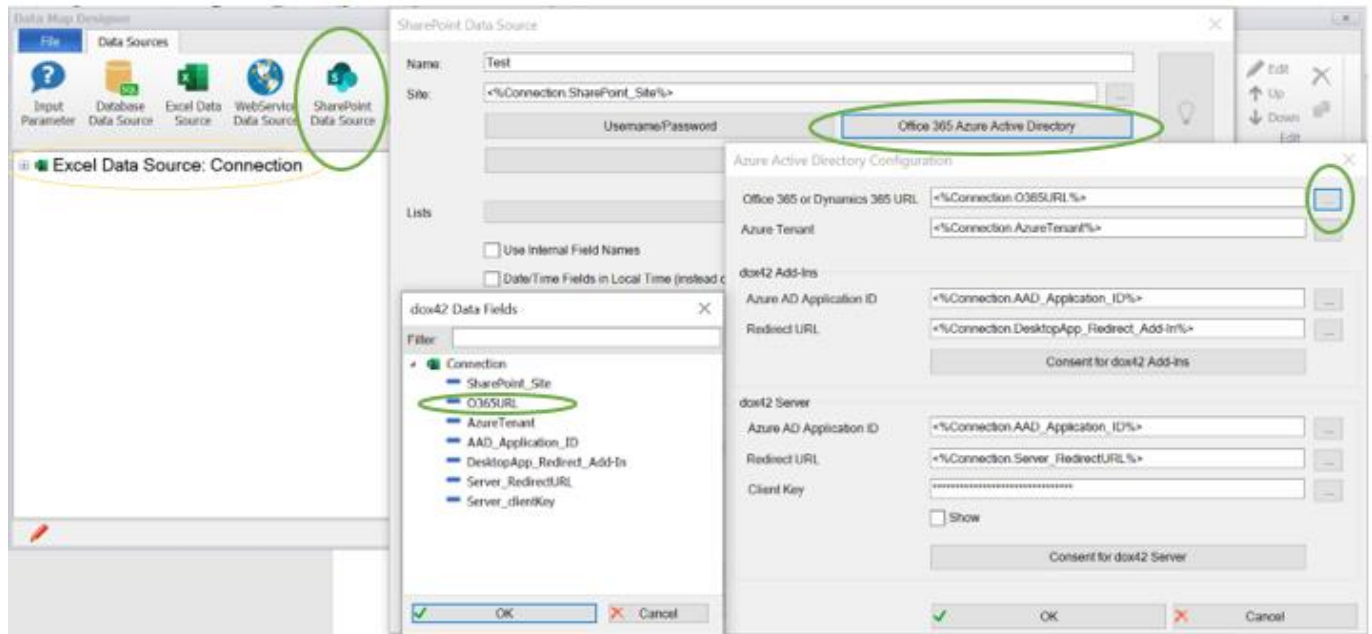 Data Map Designer
File
Data Sources
Input Parameter
Database Data Source
Excel Data Source
WebService Data Source
SharePoint Data Source
Excel Data Source: Connection
SharePoint Data Source
Name:
Test
Site:
<%Connection.SharePoint_Site%>
...
Username/Password
Office 365 Azure Active Directory
Lists
Use Internal Field Names
Date/Time Fields in Local Time (instead
Edit
Up
Down
Edit
dox42 Data Fields
Filter:
Connection
SharePoint_Site
O365URL
AzureTenant
AAD_Application_ID
DesktopApp_Redirect_Add-In
Server_RedirectURL
Server_clientKey
OK
Cancel
Azure Active Directory Configuration
Office 365 or Dynamics 365 URL
<%Connection.O365URL%>
...
Azure Tenant
<%Connection.AzureTenant%>
...
dox42 Add-Ins
Azure AD Application ID
<%Connection.AAD_Application_ID%>
...
Redirect URL
<%Connection.DesktopApp_Redirect_Add-In%>
...
Consent for dox42 Add-Ins
dox42 Server
Azure AD Application ID
<%Connection.AAD_Application_ID%>
...
Redirect URL
<%Connection.Server_RedirectURL%>
...
Client Key
...
Show
Consent for dox42 Server
OK
Cancel